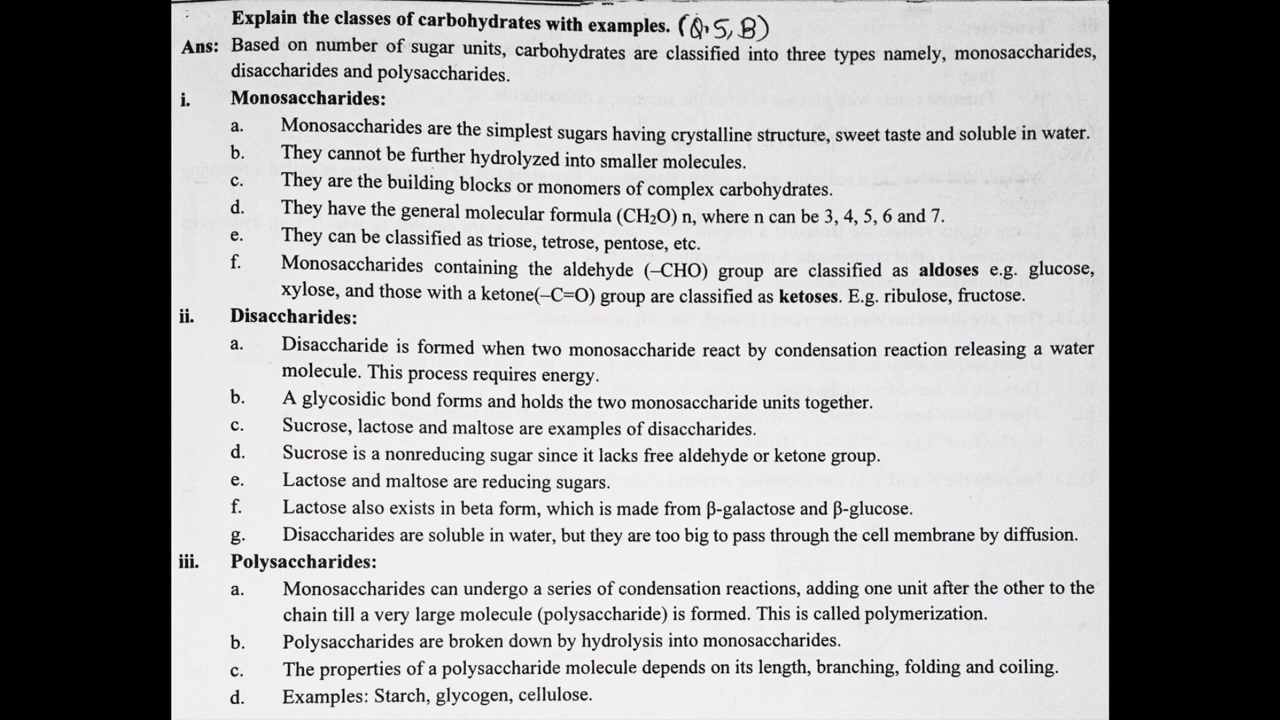 Explain the classes of carbohydrates with examples. (Q.5, B)
Ans: Based on number of sugar units, carbohydrates are classified into three types namely, monosaccharides,
disaccharides and polysaccharides.
i. Monosaccharides:
a. Monosaccharides are the simplest sugars having crystalline structure, sweet taste and soluble in water.
b. They cannot be further hydrolyzed into smaller molecules.
c. They are the building blocks or monomers of complex carbohydrates.
d. They have the general molecular formula (CH₂O) n, where n can be 3, 4, 5, 6 and 7.
e. They can be classified as triose, tetrose, pentose, etc.
f. Monosaccharides containing the aldehyde (–CHO) group are classified as aldoses e.g. glucose,
xylose, and those with a ketone(–C=O) group are classified as ketoses. E.g. ribulose, fructose.
ii. Disaccharides:
a. Disaccharide is formed when two monosaccharide react by condensation reaction releasing a water
molecule. This process requires energy.
b. A glycosidic bond forms and holds the two monosaccharide units together.
c. Sucrose, lactose and maltose are examples of disaccharides.
d. Sucrose is a nonreducing sugar since it lacks free aldehyde or ketone group.
e. Lactose and maltose are reducing sugars.
f. Lactose also exists in beta form, which is made from β-galactose and β-glucose.
g. Disaccharides are soluble in water, but they are too big to pass through the cell membrane by diffusion.
iii. Polysaccharides:
a. Monosaccharides can undergo a series of condensation reactions, adding one unit after the other to the
chain till a very large molecule (polysaccharide) is formed. This is called polymerization.
b. Polysaccharides are broken down by hydrolysis into monosaccharides.
c. The properties of a polysaccharide molecule depends on its length, branching, folding and coiling.
d. Examples: Starch, glycogen, cellulose.